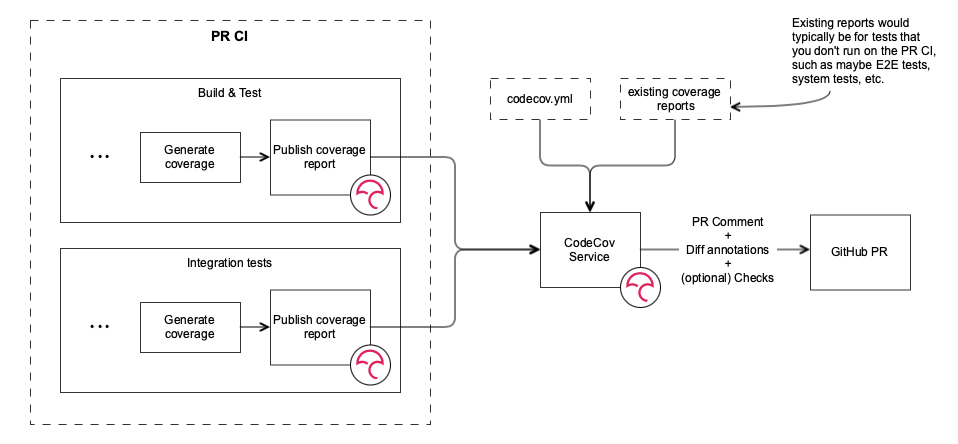 PR CI
Build & Test
...
Generate
coverage
Publish coverage
report
Integration tests
...
Generate
coverage
Publish coverage
report
codecov.yml
existing coverage
reports
Existing reports would
typically be for tests that
you don't run on the PR CI,
such as maybe E2E tests,
system tests, etc.
CodeCov
Service
PR Comment
+
Diff annotations
+
(optional) Checks
GitHub PR